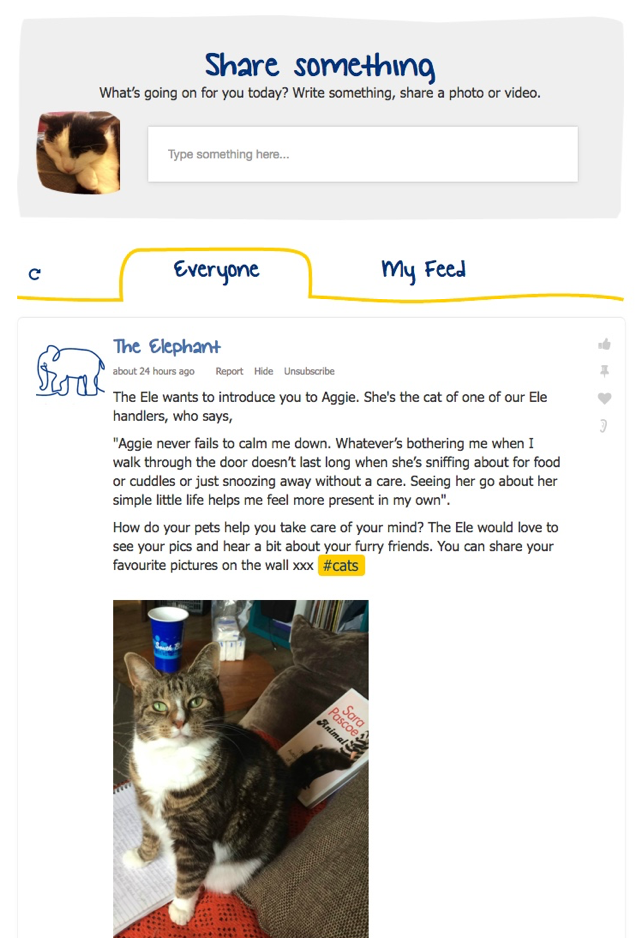 Share something
What's going on for you today? Write something, share a photo or video.
Type something here...
Everyone
My Feed
The Elephant
about 24 hours ago Report Hide Unsubscribe
The Ele wants to introduce you to Aggie. She's the cat of one of our Ele
handlers, who says,
"Aggie never fails to calm me down. Whatever's bothering me when I
walk through the door doesn't last long when she's sniffing about for food
or cuddles or just snoozing away without a care. Seeing her go about her
simple little life helps me feel more present in my own".
How do your pets help you take care of your mind? The Ele would love to
see your pics and hear a bit about your furry friends. You can share your
favourite pictures on the wall xxx #cats
Sara
Pascoe
Animal